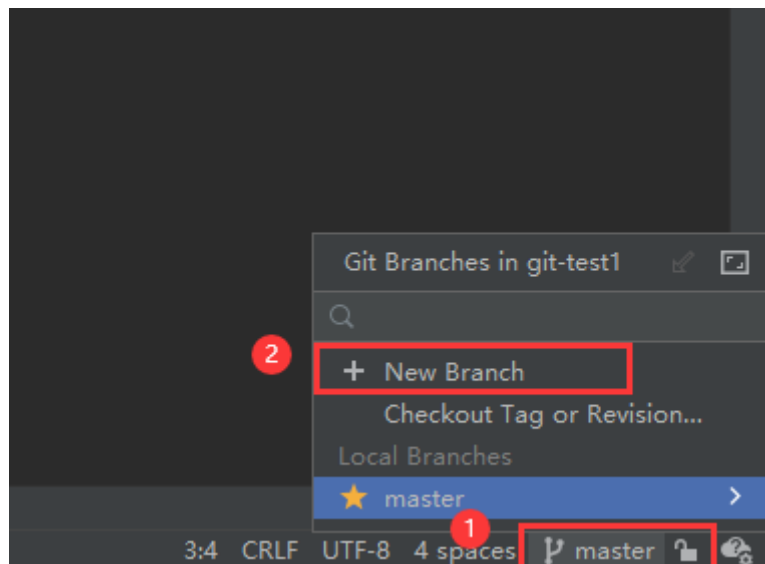 Git Branches in git-test1
2
+ New Branch
Checkout Tag or Revision...
Local Branches
master
1
3:4 CRLF UTF-8 4 spaces master